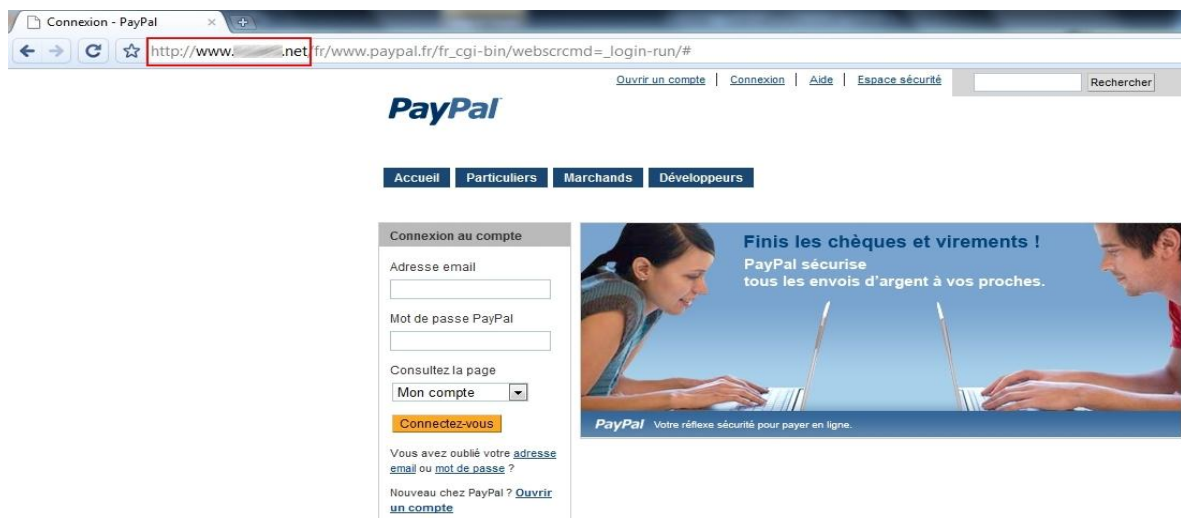 Connexion - PayPal
http://www. .net/fr/www.paypal.fr/fr_cgi-bin/webscrcmd=_login-run/#
Ouvrir un compte | Connexion | Aide | Espace sécurité
Rechercher
PayPal
Accueil Particuliers Marchands Développeurs
Connexion au compte
Adresse email
Mot de passe PayPal
Consultez la page
Mon compte
Connectez-vous
Vous avez oublié votre adresse
email ou mot de passe ?
Nouveau chez PayPal ? Ouvrir
un compte
Finis les chèques et virements !
PayPal sécurise
tous les envois d'argent à vos proches.
PayPal Votre réflexe sécurité pour payer en ligne.